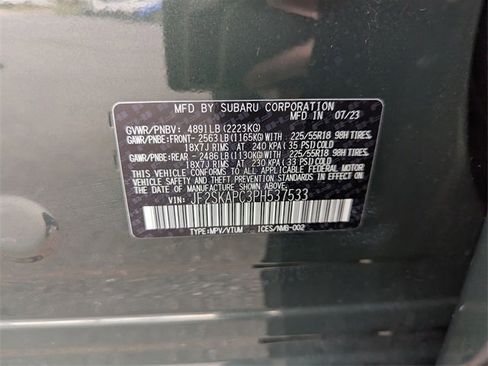 MFD BY SUBARU CORPORATION
MFD IN 07/23
GVWR/PNBV: 4891LB(2223KG)
GAWR/PNBE:FRONT- 2563LB(1165KG)WITH 225/55R18 98H TIRES,
18X7J RIMS AT 240 KPA(35 PSI)COLD
GAWR/PNBE:REAR - 2486LB(1130KG)WITH 225/55R18 98H TIRES,
18X7J RIMS AT 230 KPA(33 PSI)COLD
THIS VEHICLE CONFORMS TO ALL APPLICABLE FEDERAL MOTOR
VEHICLE SAFETY, BUMPER, AND THEFT PREVENTION STANDARDS
IN EFFECT ON THE DATE OF MANUFACTURE SHOWN ABOVE.
VIN: JF2SKAPC3PH537533
TYPE:MPV/VTUM ICES/NMB-002